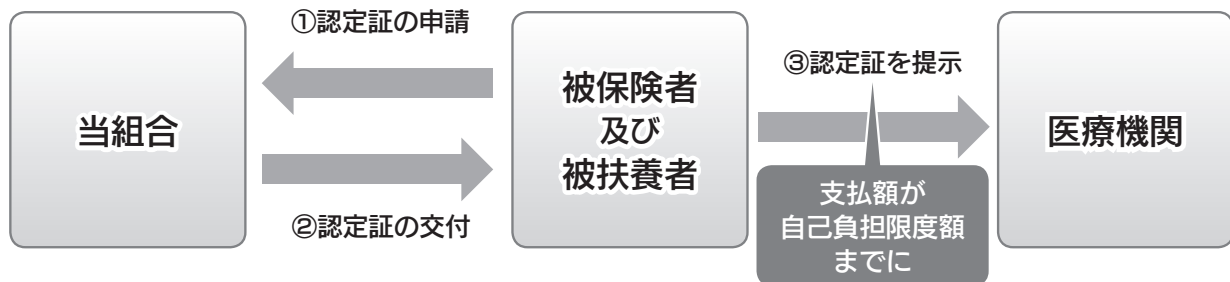 当組合
①認定証の申請
②認定証の交付
被保険者
及び
被扶養者
③認定証を提示
支払額が
自己負担限度額
までに
医療機関